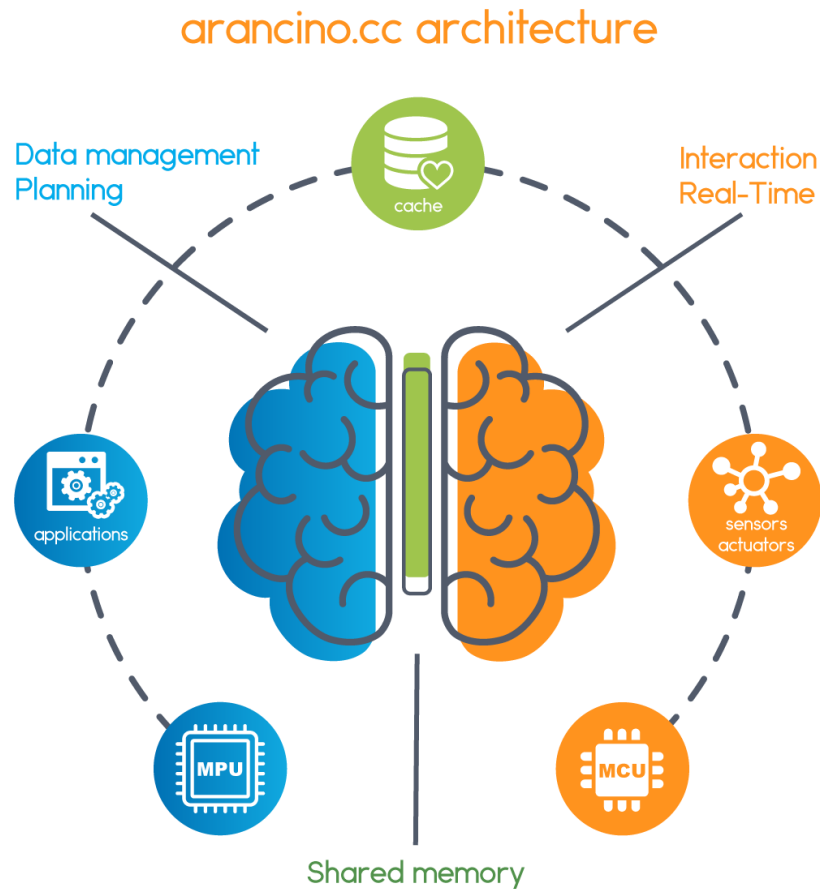 arancino.cc architecture
Data management
Planning
cache
Interaction
Real-Time
applications
sensors
actuators
MPU
MCU
Shared memory